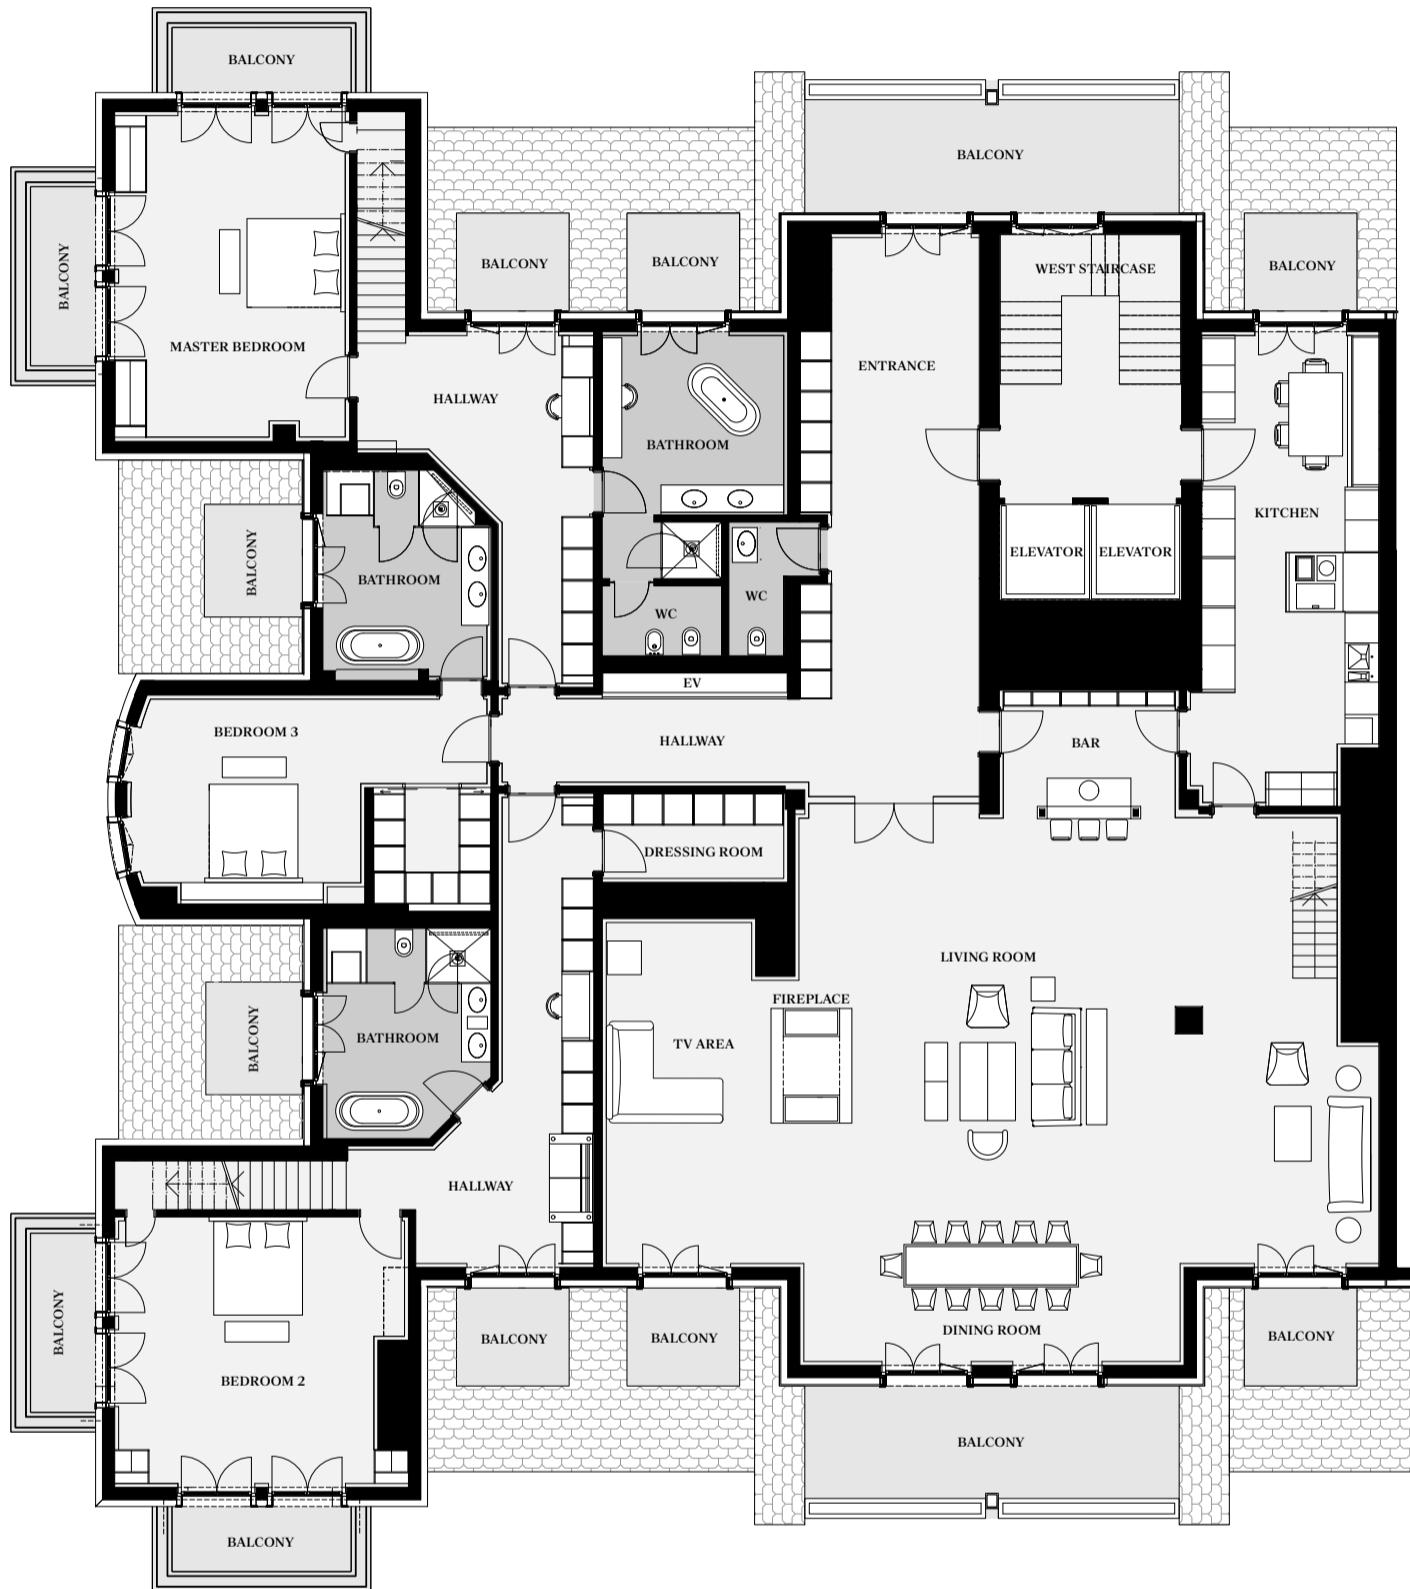 BALCONY
BALCONY
BALCONY
BALCONY
BALCONY
BALCONY
WEST STAIRCASE
MASTER BEDROOM
HALLWAY
ENTRANCE
BATHROOM
KITCHEN
BALCONY
BATHROOM
ELEVATOR
ELEVATOR
WC
WC
EV
BEDROOM 3
HALLWAY
BAR
DRESSING ROOM
LIVING ROOM
FIREPLACE
TV AREA
BALCONY
BATHROOM
HALLWAY
BALCONY
BALCONY
BALCONY
DINING ROOM
BALCONY
BEDROOM 2
BALCONY
BALCONY